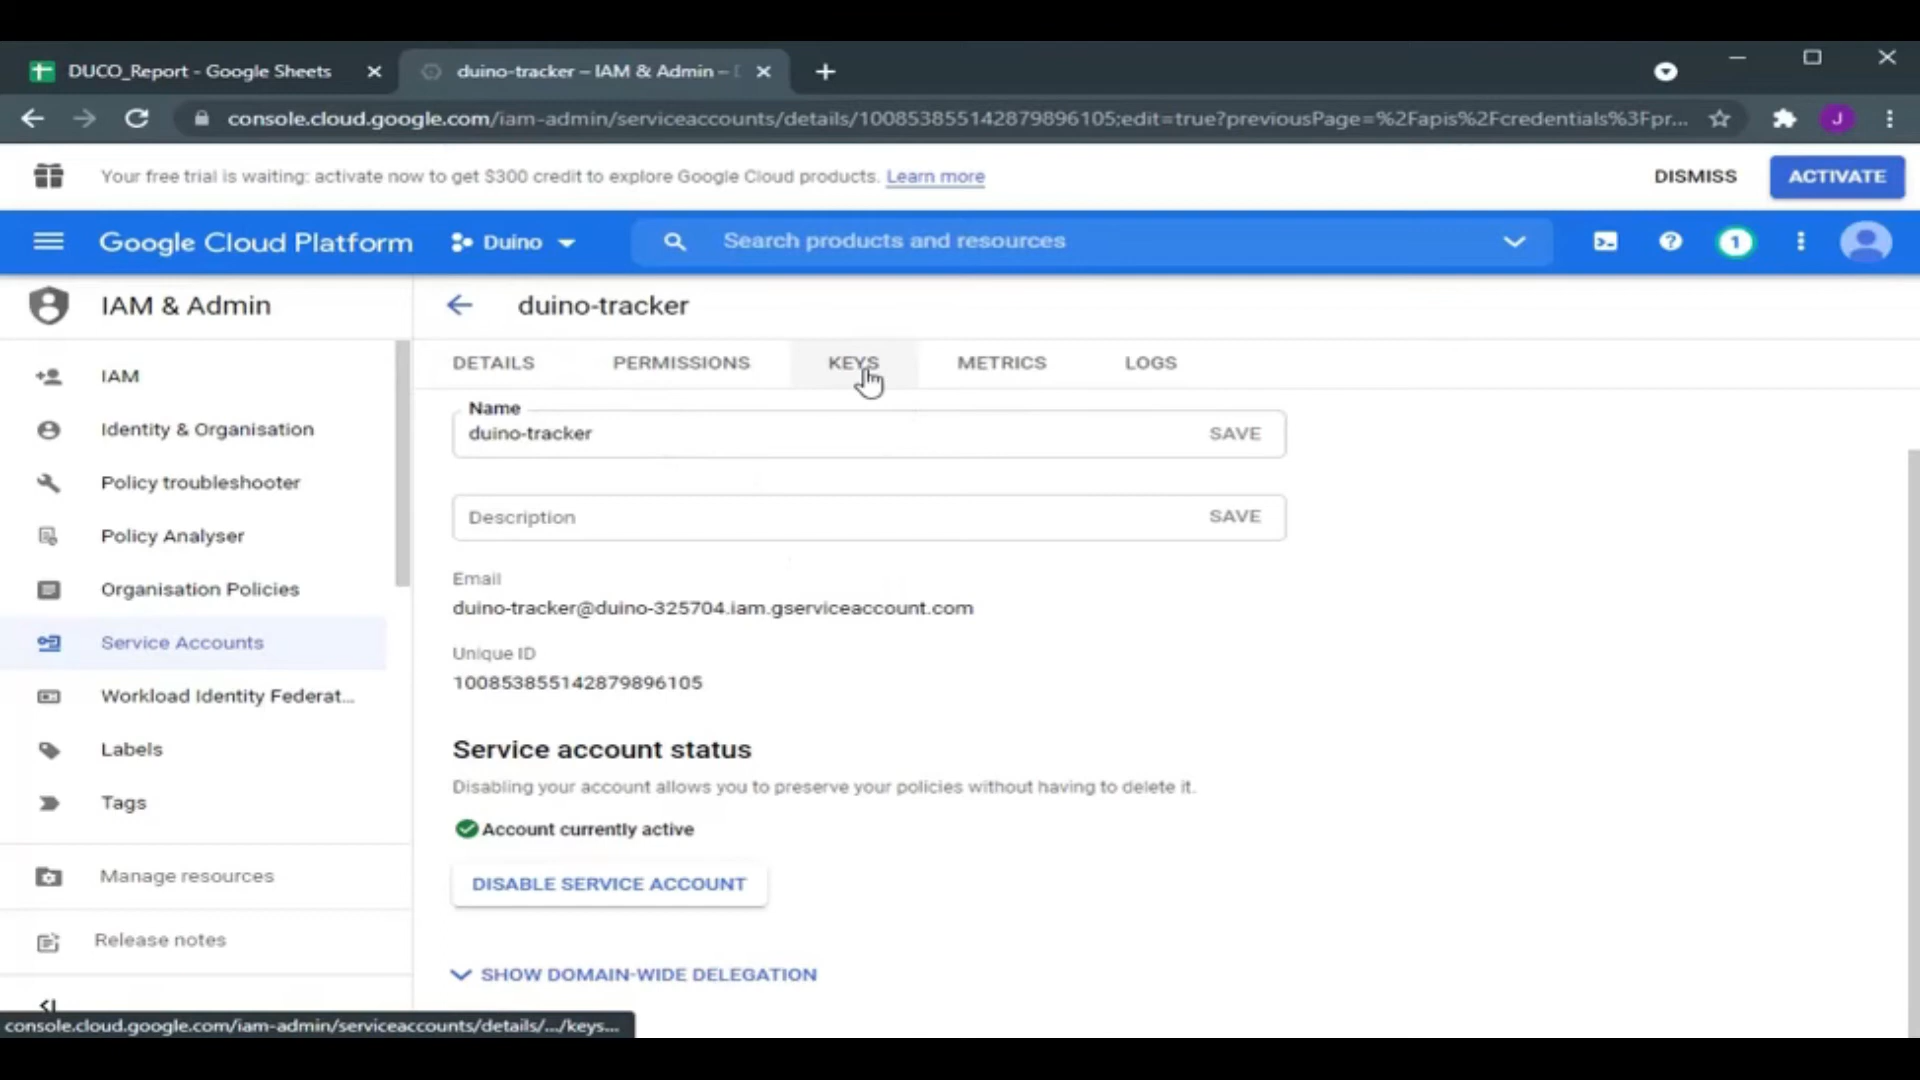 DUCO_Report - Google Sheets
duino-tracker – IAM & Admin –
console.cloud.google.com/iam-admin/serviceaccounts/details/100853855142879896105;edit=true?previousPage=%2Fapis%2Fcredentials%3Fpr...
J
Your free trial is waiting: activate now to get $300 credit to explore Google Cloud products. Learn more
DISMISS
ACTIVATE
Google Cloud Platform
Duino
Search products and resources
1
IAM & Admin
duino-tracker
DETAILS
PERMISSIONS
KEYS
METRICS
LOGS
IAM
Identity & Organisation
Policy troubleshooter
Policy Analyser
Organisation Policies
Service Accounts
Workload Identity Federat...
Labels
Tags
Manage resources
Release notes
Name
duino-tracker
SAVE
Description
SAVE
Email
duino-tracker@duino-325704.iam.gserviceaccount.com
Unique ID
100853855142879896105
Service account status
Disabling your account allows you to preserve your policies without having to delete it.
Account currently active
DISABLE SERVICE ACCOUNT
SHOW DOMAIN-WIDE DELEGATION
console.cloud.google.com/iam-admin/serviceaccounts/details/.../keys...